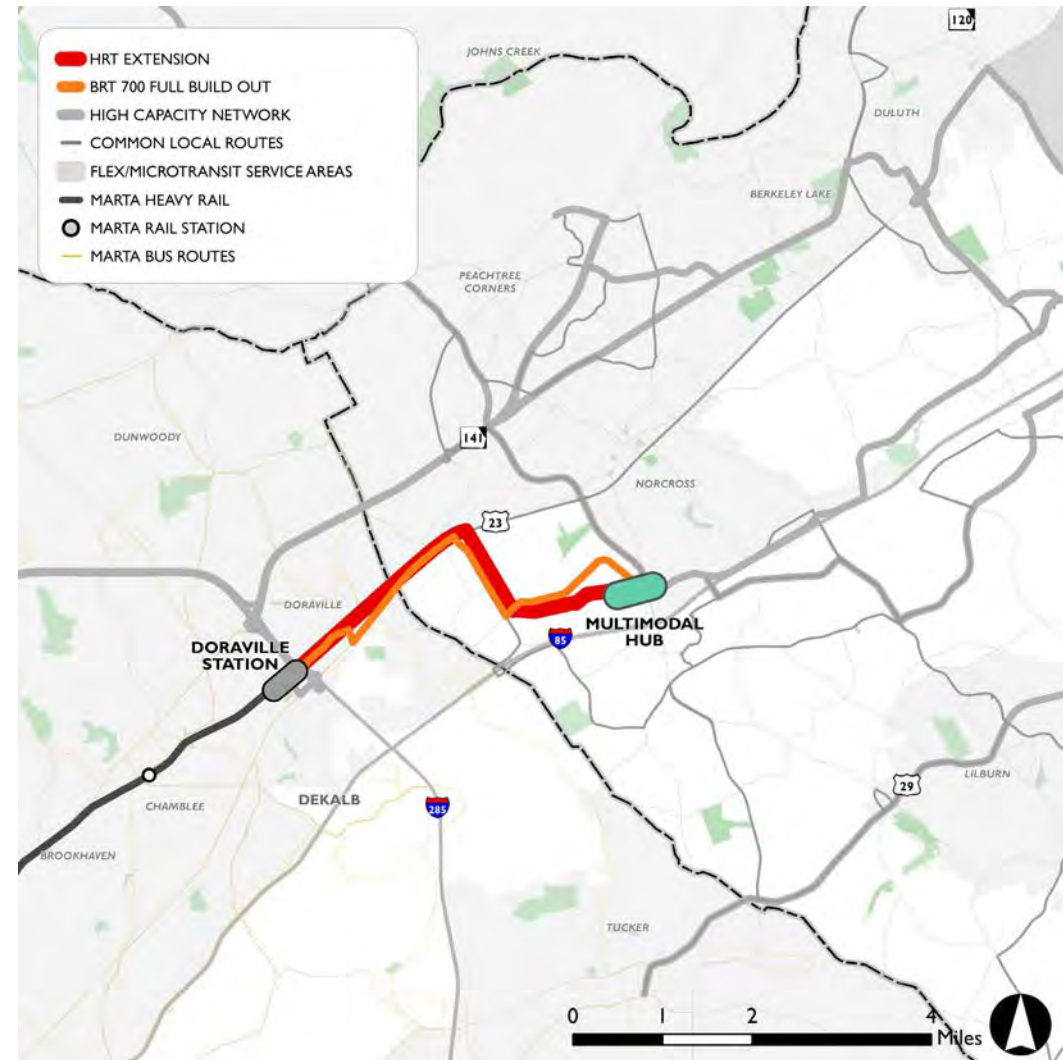 120
JOHNS CREEK
HRT EXTENSION
BRT 700 FULL BUILD OUT
HIGH CAPACITY NETWORK
COMMON LOCAL ROUTES
FLEX/MICROTRANSIT SERVICE AREAS
MARTA HEAVY RAIL
MARTA RAIL STATION
MARTA BUS ROUTES
DULUTH
BERKELEY LAKE
PEACHTREE
CORNERS
DUNWOODY
141
NORCROSS
23
DORAVILLE
MULTIMODAL
HUB
85
DORAVILLE
STATION
CHAMBLEE
DEKALB
285
29
LILBURN
BROOKHAVEN
TUCKER
0 1 2 4
Miles